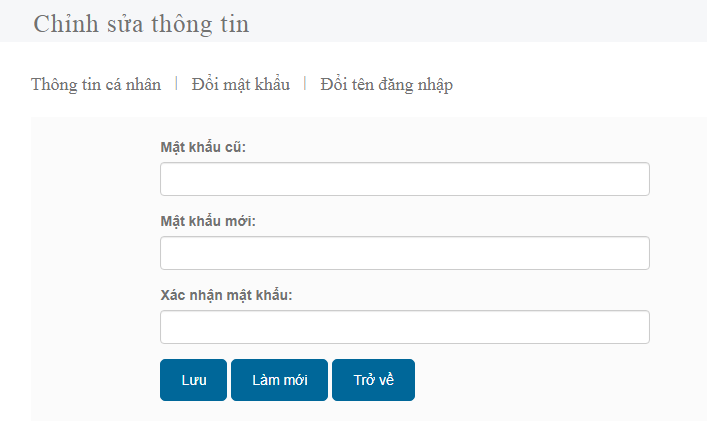 Chỉnh sửa thông tin
Thông tin cá nhân | Đổi mật khẩu | Đổi tên đăng nhập
Mật khẩu cũ:
Mật khẩu mới:
Xác nhận mật khẩu:
Lưu Làm mới Trở về